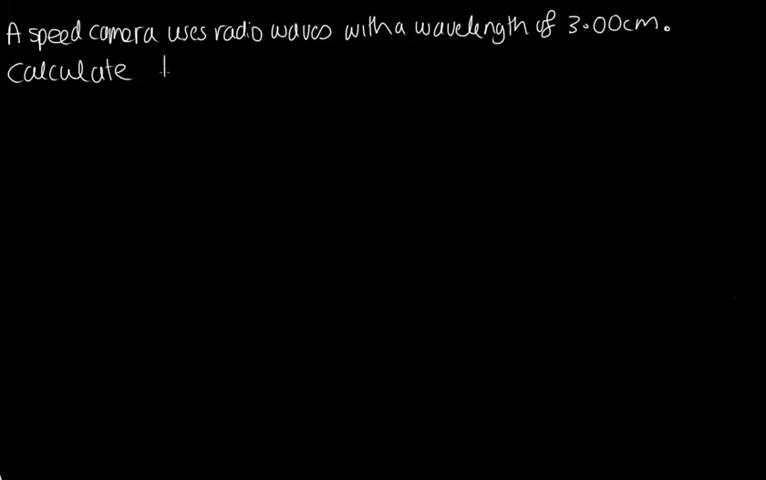 A speed camera uses radio waves with a wavelength of 3.00cm.
Calculate